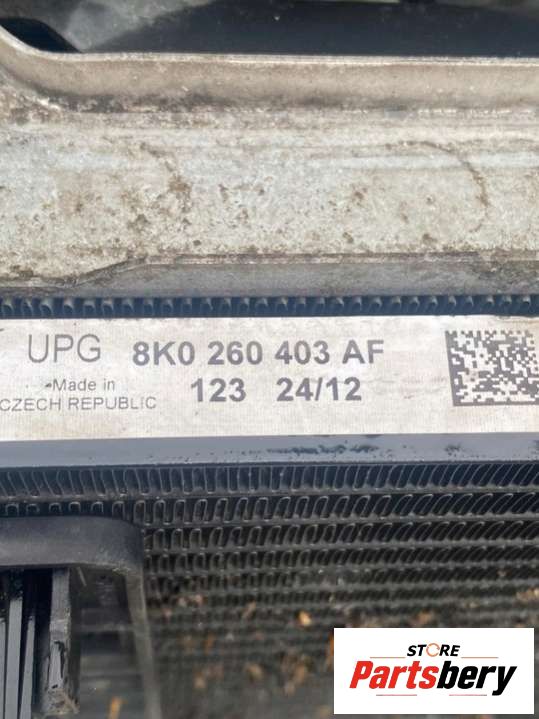 UPG 8K0 260 403 AF
Made in 123 24/12
CZECH REPUBLIC
STORE
Partsbery